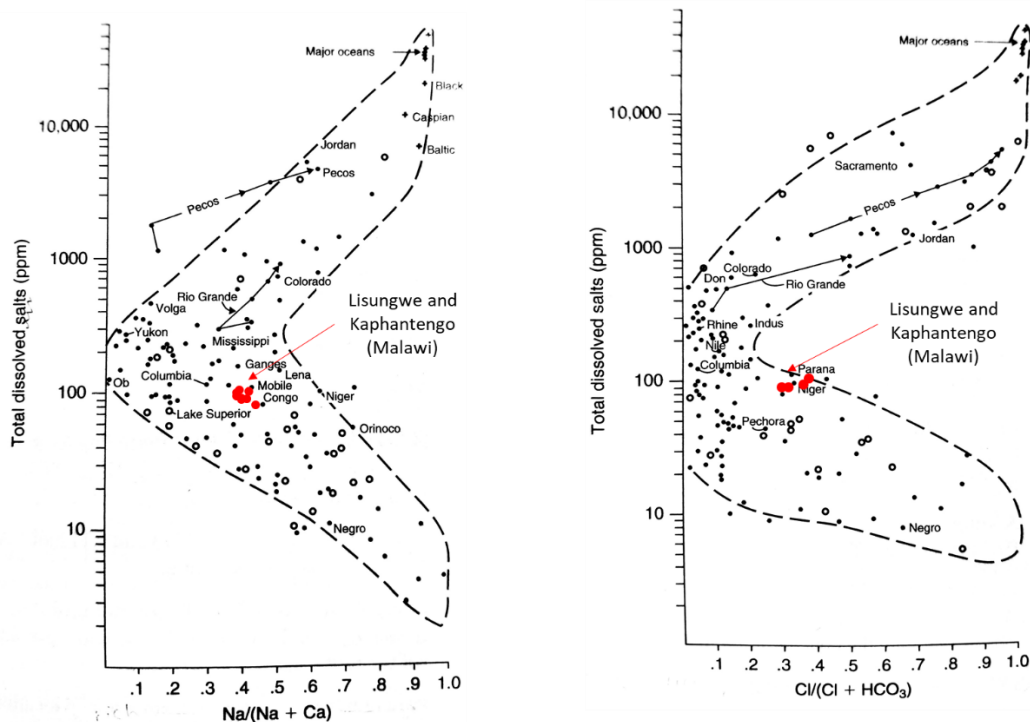 Major oceans
Black
Caspian
Baltic
Jordan
Pecos
Pecos
Colorado
Rio Grande
Volga
Yukon
Mississippi
Ganges
Lena
Ob
Columbia
Mobile
Congo
Niger
Lake Superior
Orinoco
Negro
Lisungwe and
Kaphantengo
(Malawi)
Total dissolved salts (ppm)
10,000
1000
100
10
.1 .2 .3 .4 .5 .6 .7 .8 .9 1.0
Na/(Na + Ca)
Major oceans
Sacramento
Pecos
Jordan
Don
Colorado
Rio Grande
Rhine
Indus
Nile
Columbia
Parana
Niger
Pechora
Negro
Lisungwe and
Kaphantengo
(Malawi)
Total dissolved salts (ppm)
10,000
1000
100
10
.1 .2 .3 .4 .5 .6 .7 .8 .9 1.0
Cl/(Cl + HCO₃)